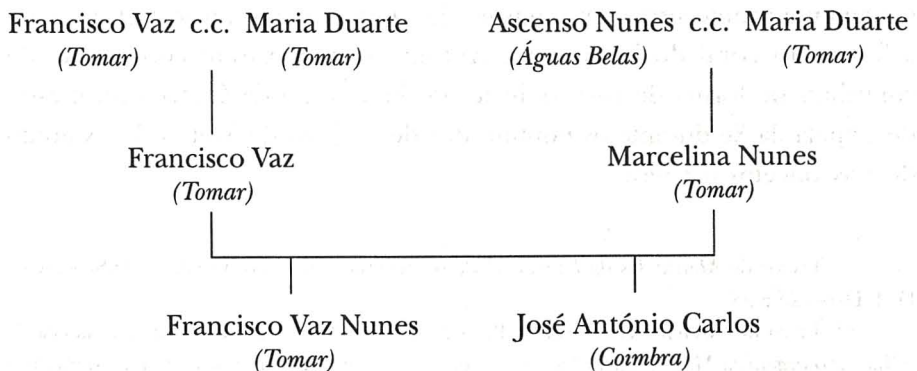 Francisco Vaz c.c. Maria Duarte Ascenso Nunes c.c. Maria Duarte
(Tomar) (Tomar) (Águas Belas) (Tomar)
Francisco Vaz Marcelina Nunes
(Tomar) (Tomar)
Francisco Vaz Nunes José António Carlos
(Tomar) (Coimbra)